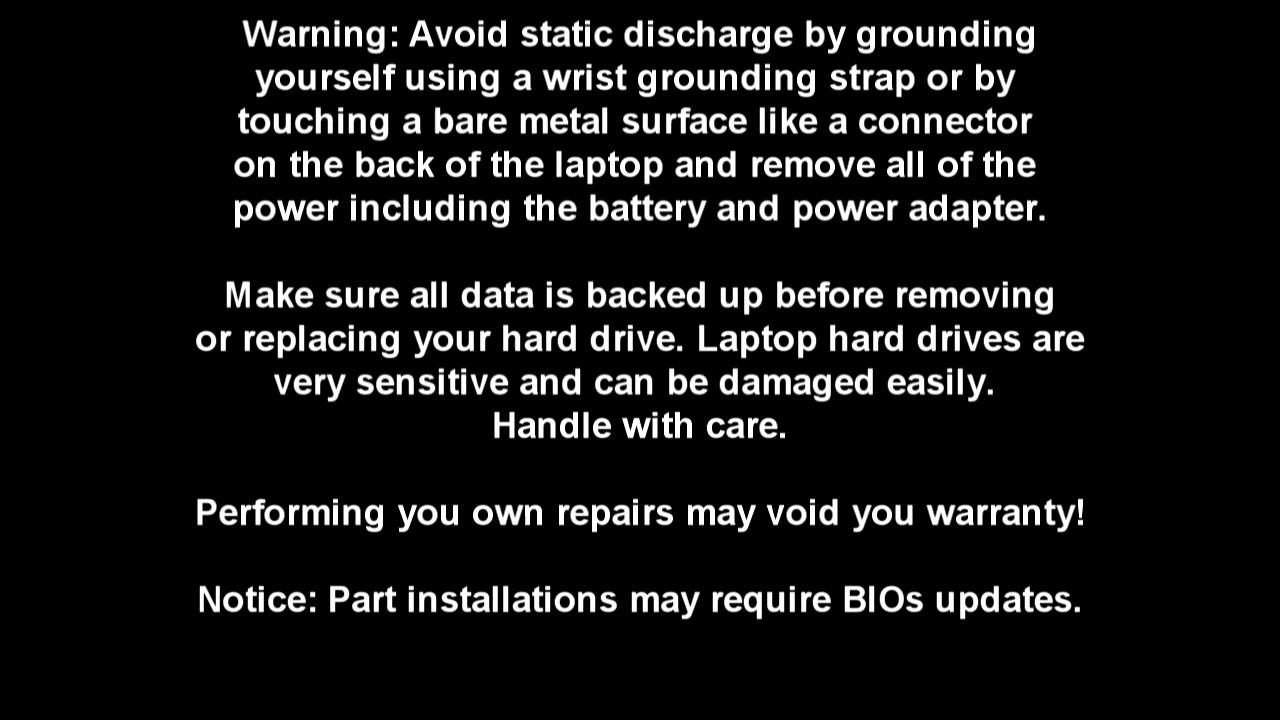 Warning: Avoid static discharge by grounding
yourself using a wrist grounding strap or by
touching a bare metal surface like a connector
on the back of the laptop and remove all of the
power including the battery and power adapter.
Make sure all data is backed up before removing
or replacing your hard drive. Laptop hard drives are
very sensitive and can be damaged easily.
Handle with care.
Performing you own repairs may void you warranty!
Notice: Part installations may require BIOs updates.